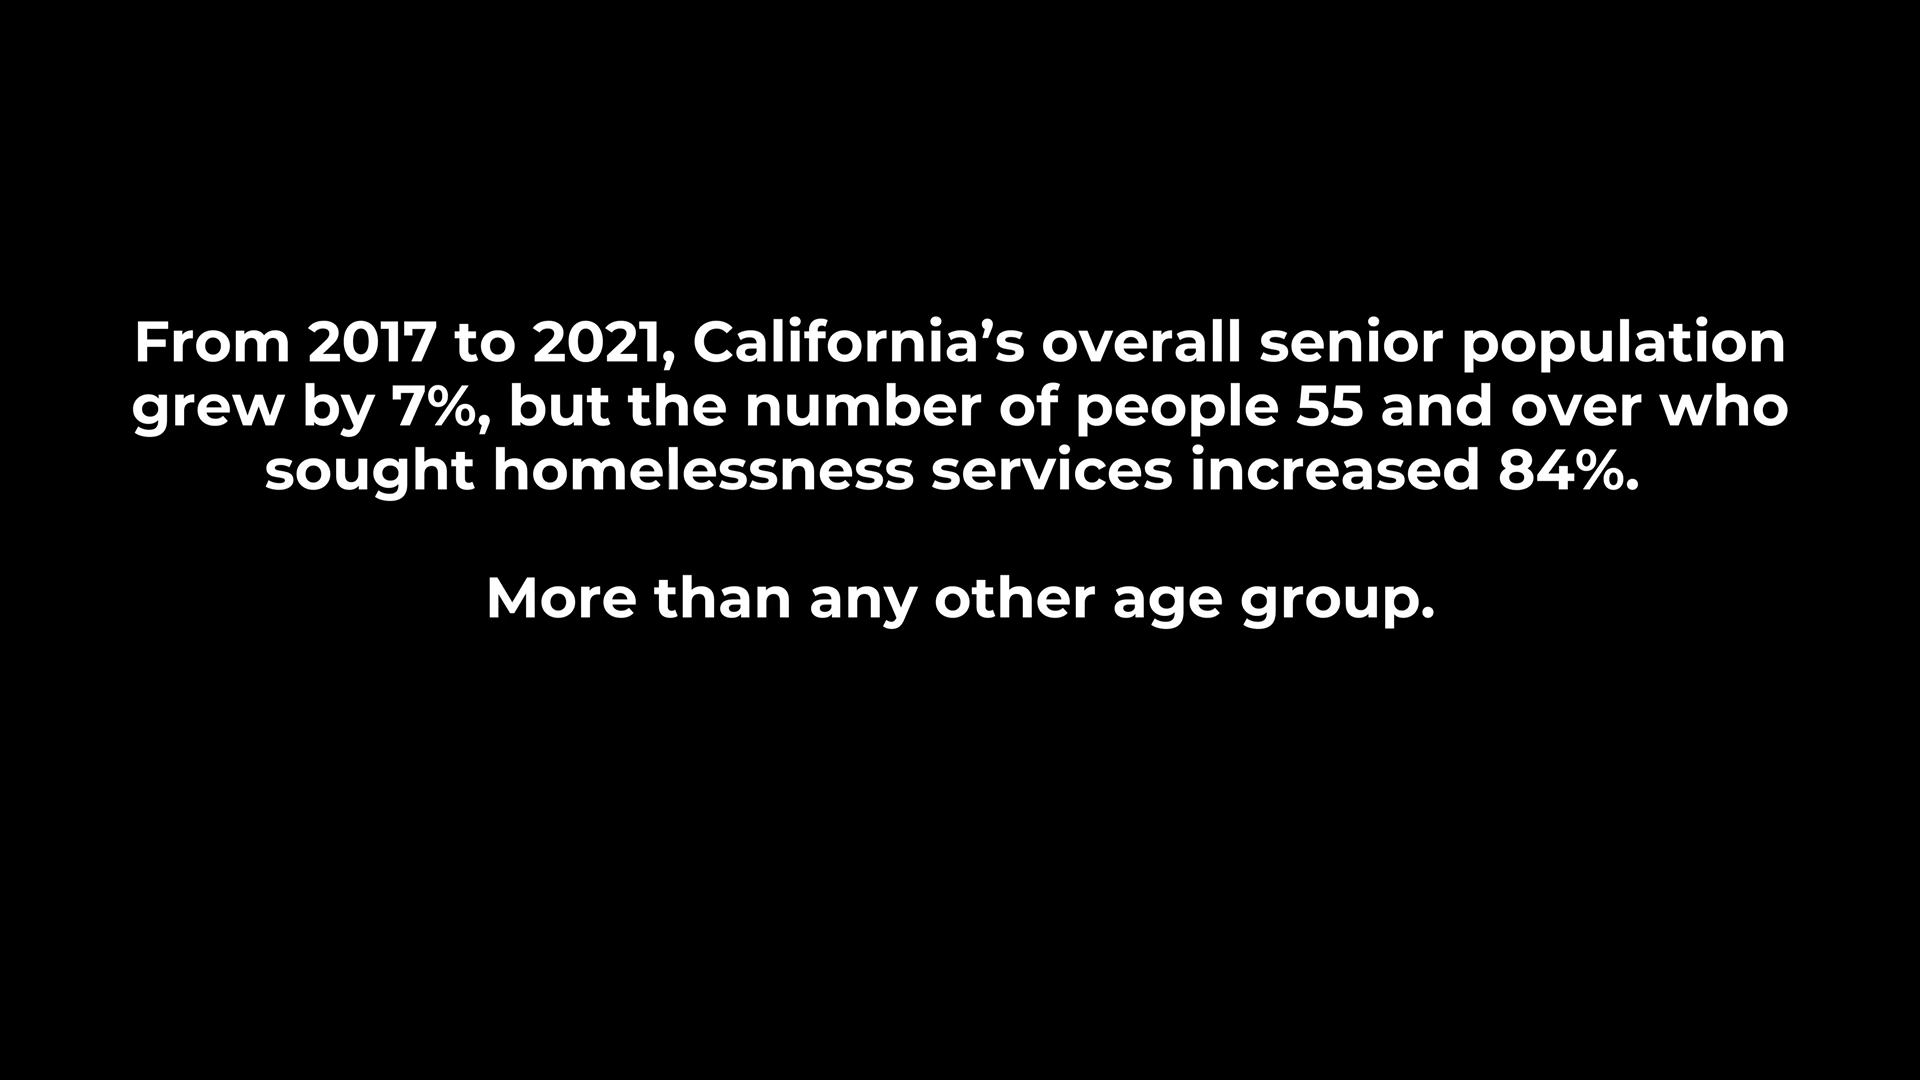 From 2017 to 2021, California’s overall senior population
grew by 7%, but the number of people 55 and over who
sought homelessness services increased 84%.
More than any other age group.